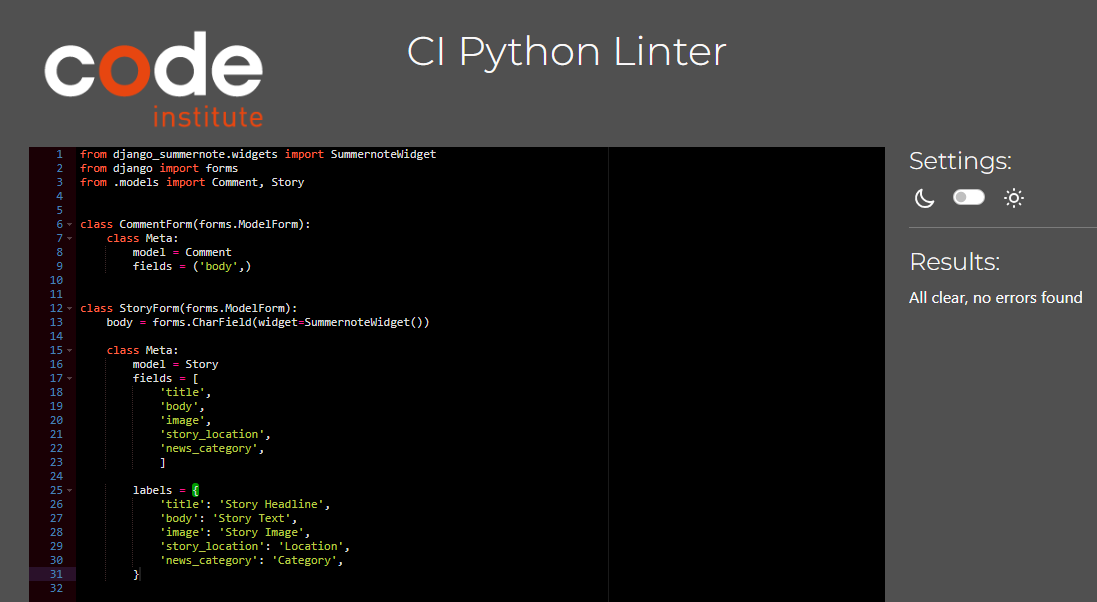 code
institute
CI Python Linter
1 from django_summernote.widgets import SummernoteWidget
2 from django import forms
3 from .models import Comment, Story
4
5
6 class CommentForm(forms.ModelForm):
7     class Meta:
8         model = Comment
9         fields = ('body',)
10
11
12 class StoryForm(forms.ModelForm):
13     body = forms.CharField(widget=SummernoteWidget())
14
15     class Meta:
16         model = Story
17         fields = [
18             'title',
19             'body',
20             'image',
21             'story_location',
22             'news_category',
23             ]
24
25         labels = {
26             'title': 'Story Headline',
27             'body': 'Story Text',
28             'image': 'Story Image',
29             'story_location': 'Location',
30             'news_category': 'Category',
31         }
32
Settings:
Results:
All clear, no errors found